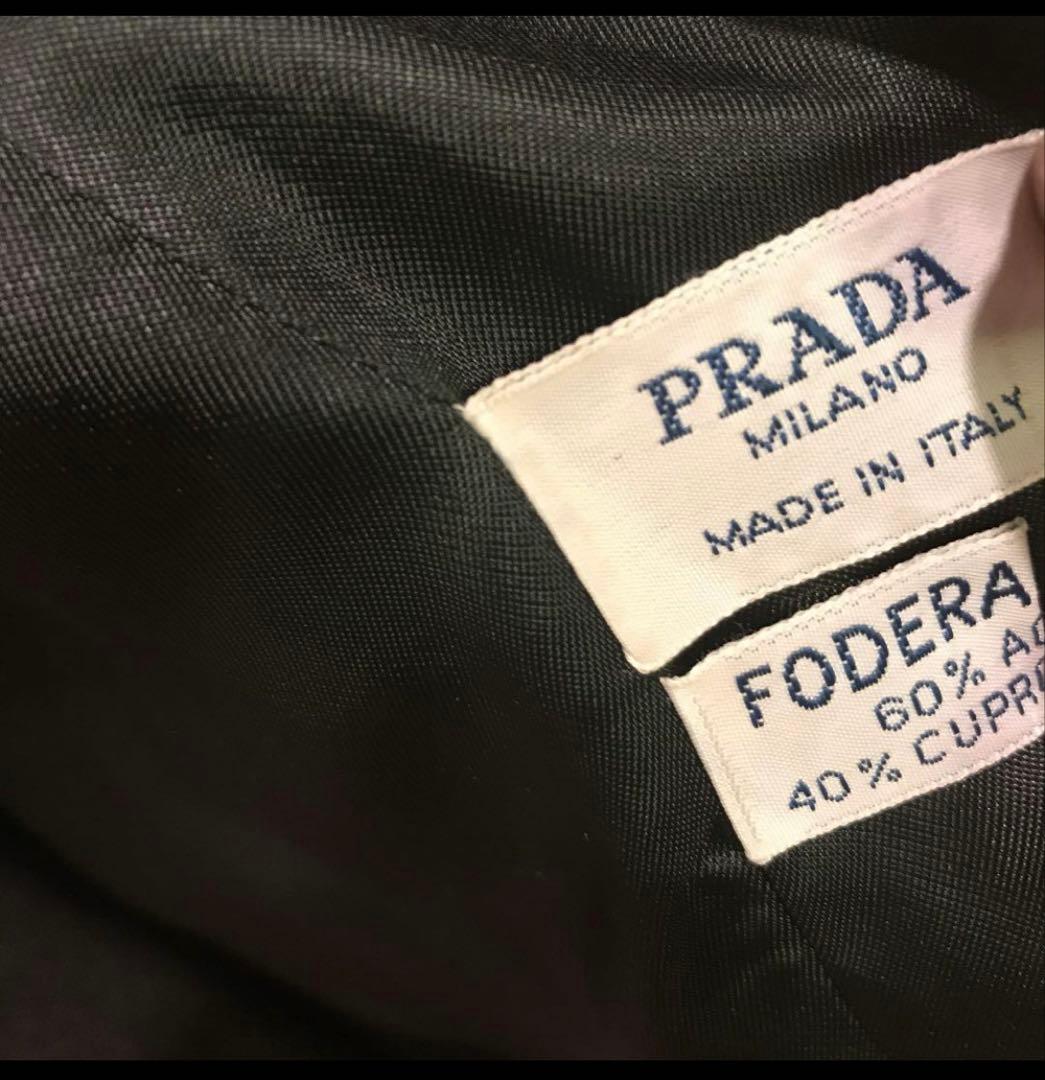 PRADA
MILANO
MADE IN ITALY
FODERA
60%
40%